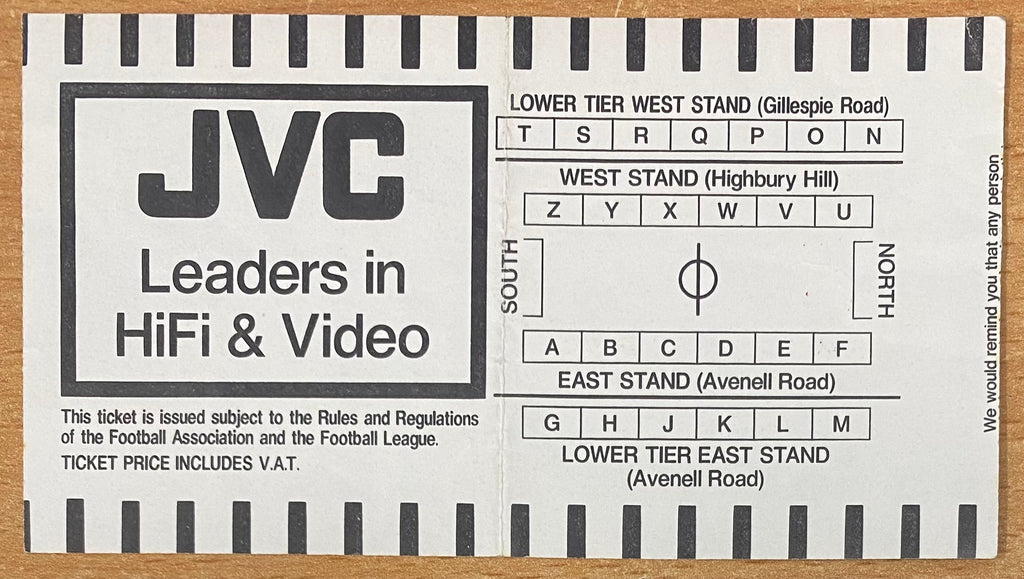 JVC
Leaders in
HiFi & Video
This ticket is issued subject to the Rules and Regulations
of the Football Association and the Football League.
TICKET PRICE INCLUDES V.A.T.
LOWER TIER WEST STAND (Gillespie Road)
T S R Q P O N
WEST STAND (Highbury Hill)
Z Y X W V U
SOUTH
NORTH
A B C D E F
EAST STAND (Avenell Road)
G H J K L M
LOWER TIER EAST STAND
(Avenell Road)
We would remind you that any person